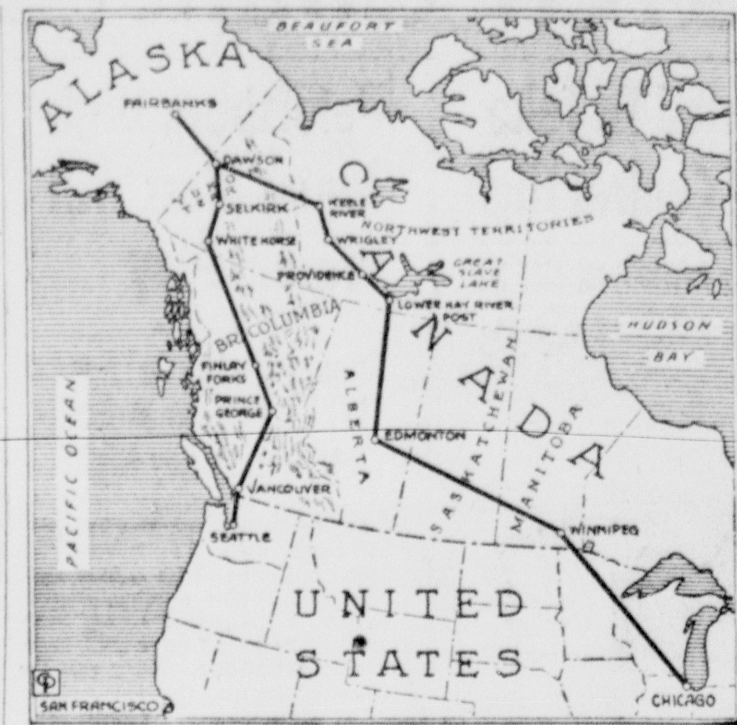 BEAUFORT
SEA
ALASKA
FAIRBANKS
DAWSON
YUKON
SELKIRK
KEELE
RIVER
NORTHWEST TERRITORIES
WHITE HORSE
WRIGLEY
PROVIDENCE
GREAT
SLAVE
LAKE
LOWER HAY RIVER
POST
CANADA
HUDSON
BAY
BR. COLUMBIA
FINLAY
FORKS
PRINCE
GEORGE
ALBERTA
EDMONTON
SASKATCHEWAN
MANITOBA
PACIFIC OCEAN
VANCOUVER
SEATTLE
WINNIPEG
UNITED
STATES
SAN FRANCISCO
CHICAGO